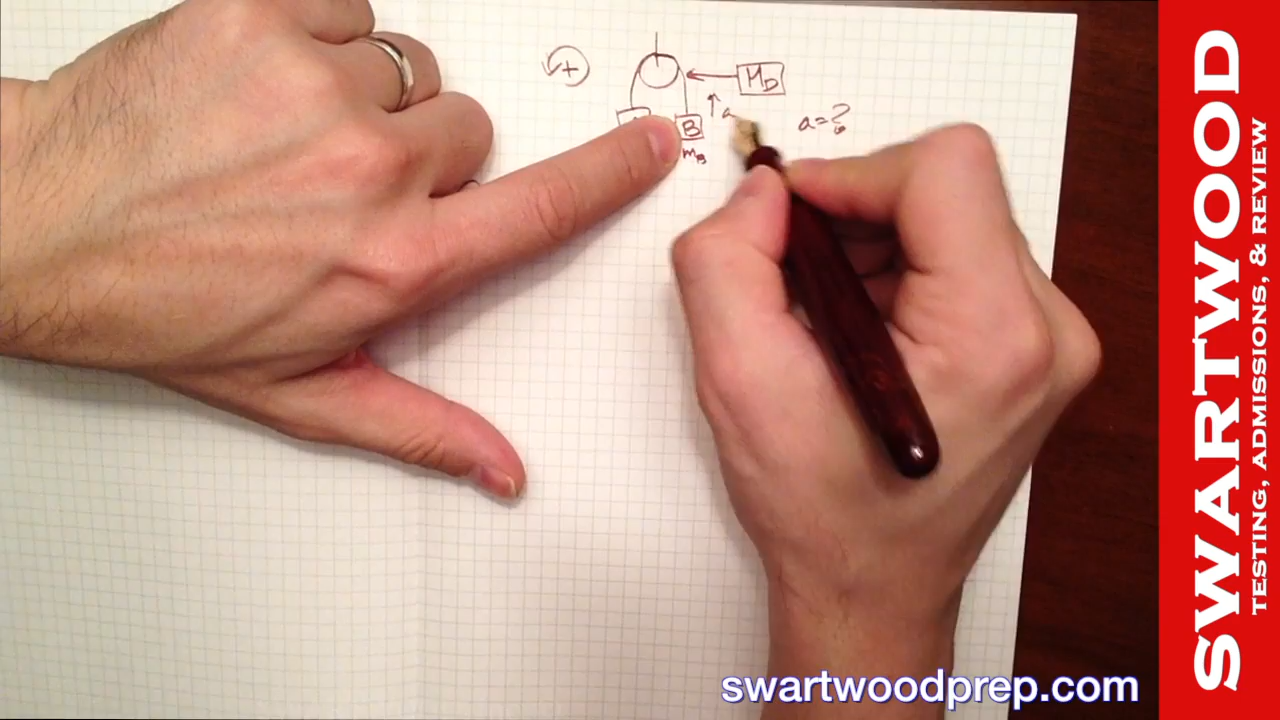 +
M_D
B
a
a=?
m_B
SWARTWOOD
TESTING, ADMISSIONS, & REVIEW
swartwoodprep.com